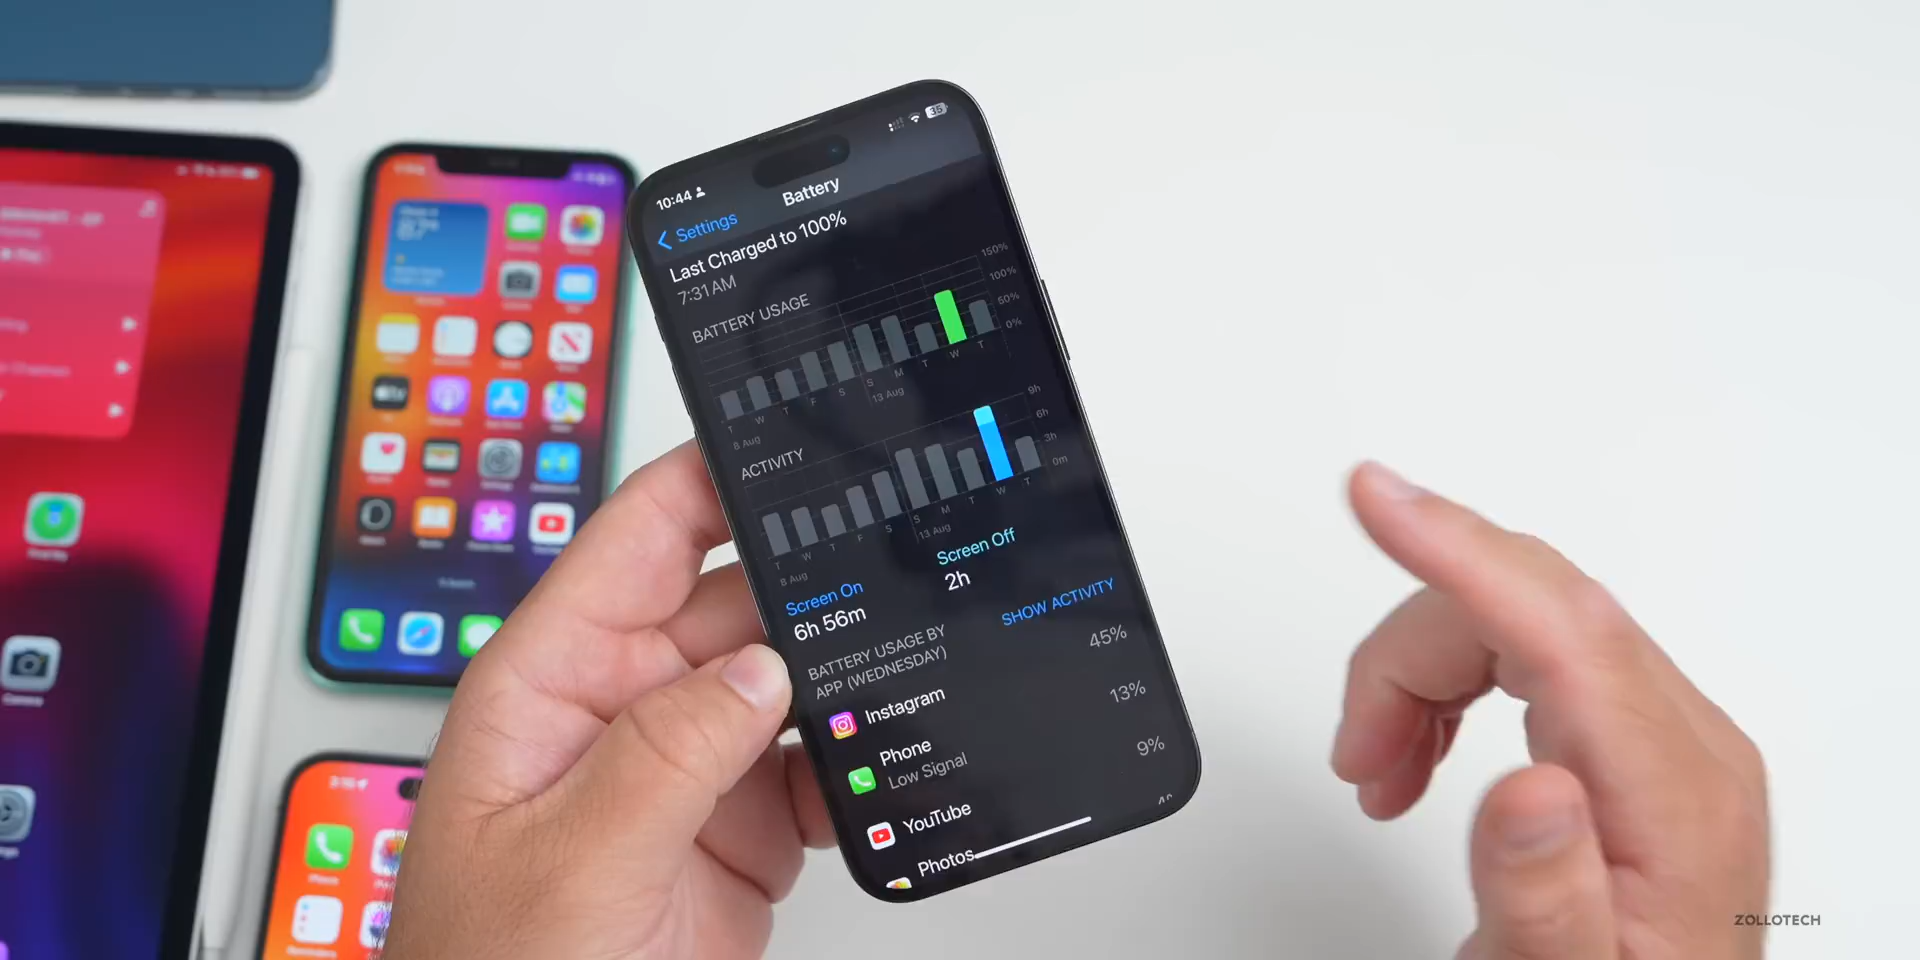 10:44
35
Settings
Battery
Last Charged to 100%
7:31 AM
BATTERY USAGE
150%
100%
50%
0%
T W T F S S M T W T
8 Aug
13 Aug
ACTIVITY
9h
6h
3h
0m
T W T F S S M T W T
8 Aug
13 Aug
Screen On
Screen Off
6h 56m
2h
BATTERY USAGE BY
APP (WEDNESDAY)
SHOW ACTIVITY
Instagram
45%
Phone
13%
Low Signal
YouTube
9%
Photos
Camera
ZOLLOTECH